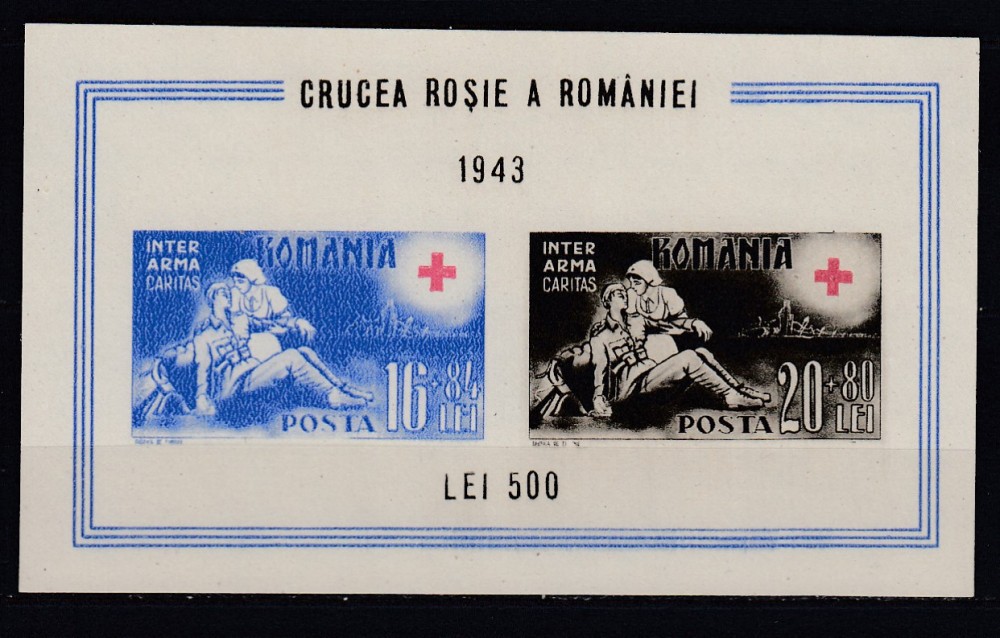 CRUCEA ROȘIE A ROMÂNIEI
1943
INTER
ARMA
CARITAS
ROMANIA
16+84
LEI
POSTA
INTER
ARMA
CARITAS
ROMANIA
20+80
LEI
POSTA
LEI 500